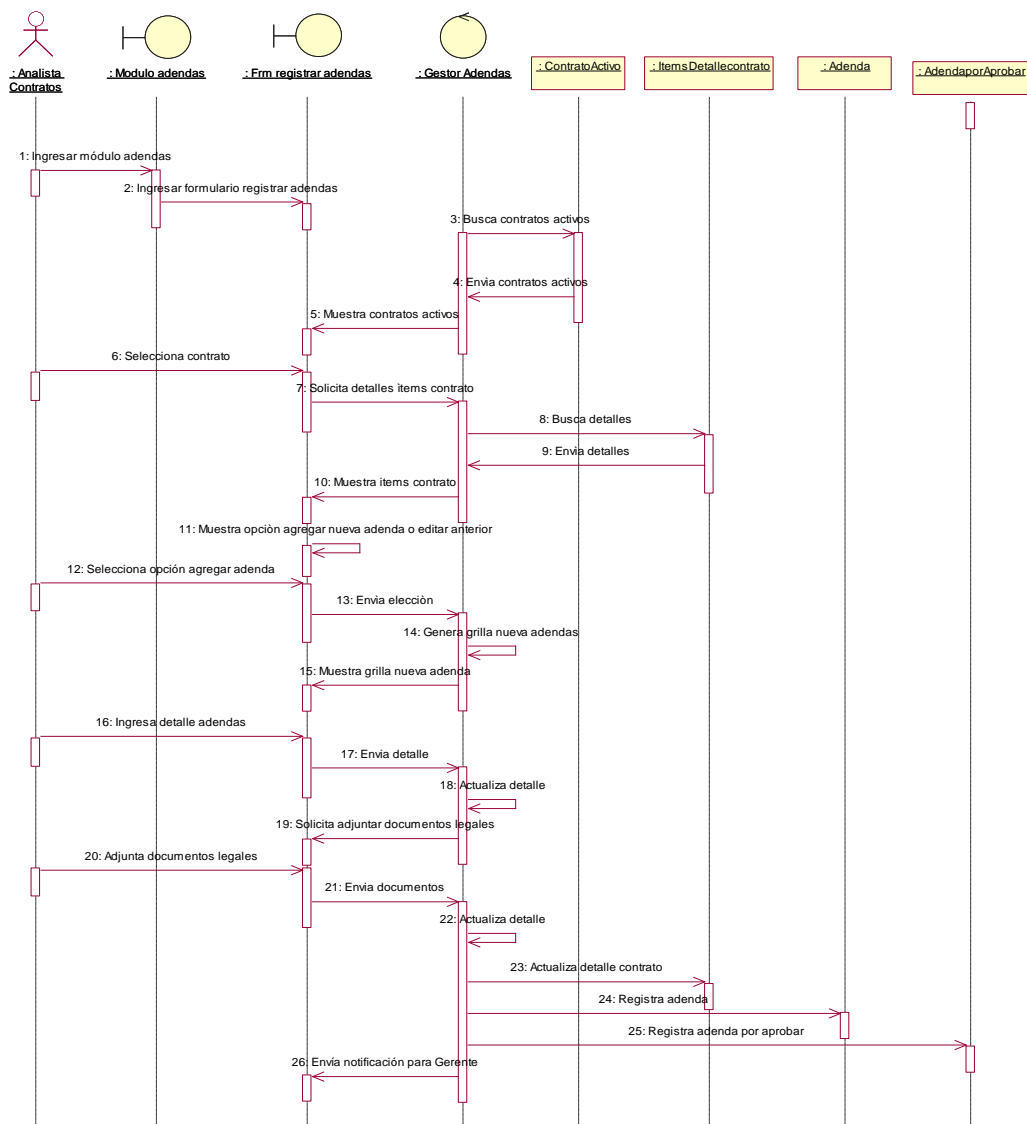 : Analista
Contratos
: Modulo adendas
: Frm registrar adendas
: Gestor Adendas
: ContratoActivo
: ItemsDetallecontrato
: Adenda
: AdendaporAprobar
1: Ingresar módulo adendas
2: Ingresar formulario registrar adendas
3: Busca contratos activos
4: Envìa contratos activos
5: Muestra contratos activos
6: Selecciona contrato
7: Solicita detalles items contrato
8: Busca detalles
9: Envìa detalles
10: Muestra items contrato
11: Muestra opciòn agregar nueva adenda o editar anterior
12: Selecciona opción agregar adenda
13: Envìa elecciòn
14: Genera grilla nueva adendas
15: Muestra grilla nueva adenda
16: Ingresa detalle adendas
17: Envia detalle
18: Actualiza detalle
19: Solicita adjuntar documentos legales
20: Adjunta documentos legales
21: Envia documentos
22: Actualiza detalle
23: Actualiza detalle contrato
24: Registra adenda
25: Registra adenda por aprobar
26: Envía notificación para Gerente